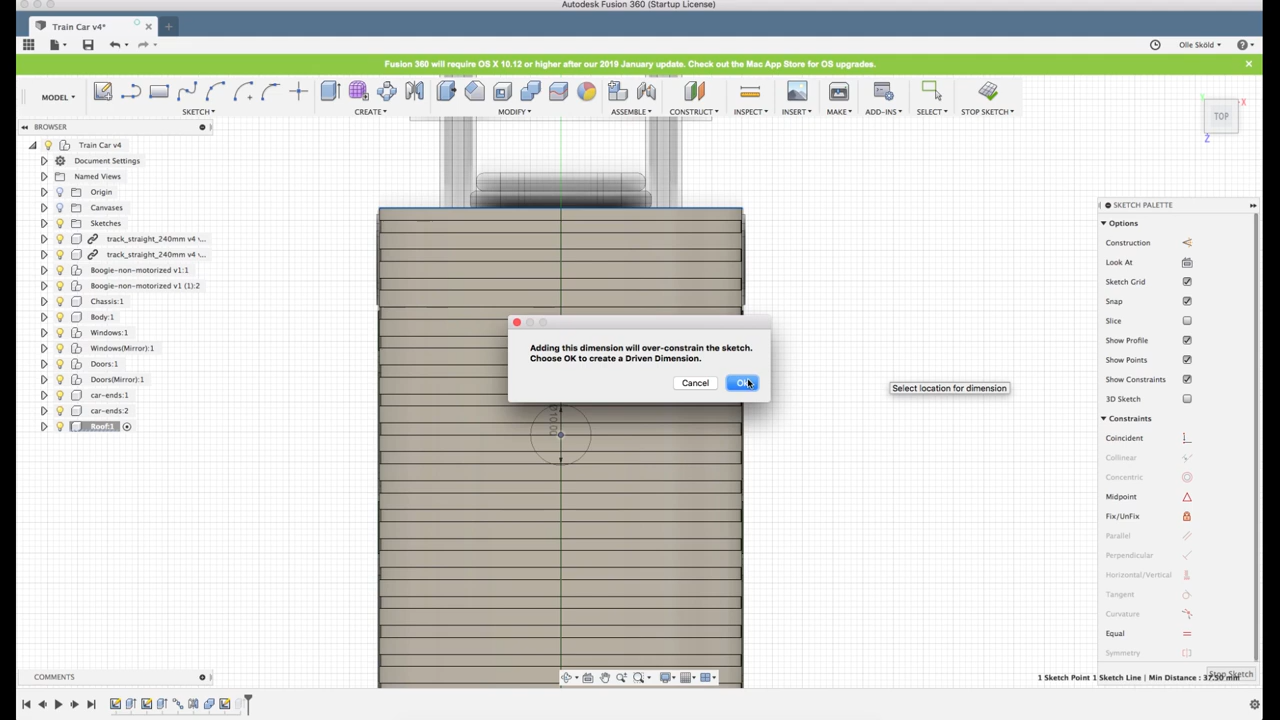 Autodesk Fusion 360 (Startup License)
Train Car v4*
Olle Sköld
Fusion 360 will require OS X 10.12 or higher after our 2019 January update. Check out the Mac App Store for OS upgrades.
MODEL
SKETCH
CREATE
MODIFY
ASSEMBLE
CONSTRUCT
INSPECT
INSERT
MAKE
ADD-INS
SELECT
STOP SKETCH
TOP
X
Y
Z
BROWSER
Train Car v4
Document Settings
Named Views
Origin
Canvases
Sketches
track_straight_240mm v4 -...
track_straight_240mm v4 -...
Boogie-non-motorized v1:1
Boogie-non-motorized v1 (1):2
Chassis:1
Body:1
Windows:1
Windows(Mirror):1
Doors:1
Doors(Mirror):1
car-ends:1
car-ends:2
Roof:1
Adding this dimension will over-constrain the sketch.
Choose OK to create a Driven Dimension.
Cancel
OK
Ø10.00
Select location for dimension
SKETCH PALETTE
Options
Construction
Look At
Sketch Grid
Snap
Slice
Show Profile
Show Points
Show Constraints
3D Sketch
Constraints
Coincident
Collinear
Concentric
Midpoint
Fix/UnFix
Parallel
Perpendicular
Horizontal/Vertical
Tangent
Curvature
Equal
Symmetry
Stop Sketch
1 Sketch Point 1 Sketch Line | Min Distance : 37.50 mm
COMMENTS